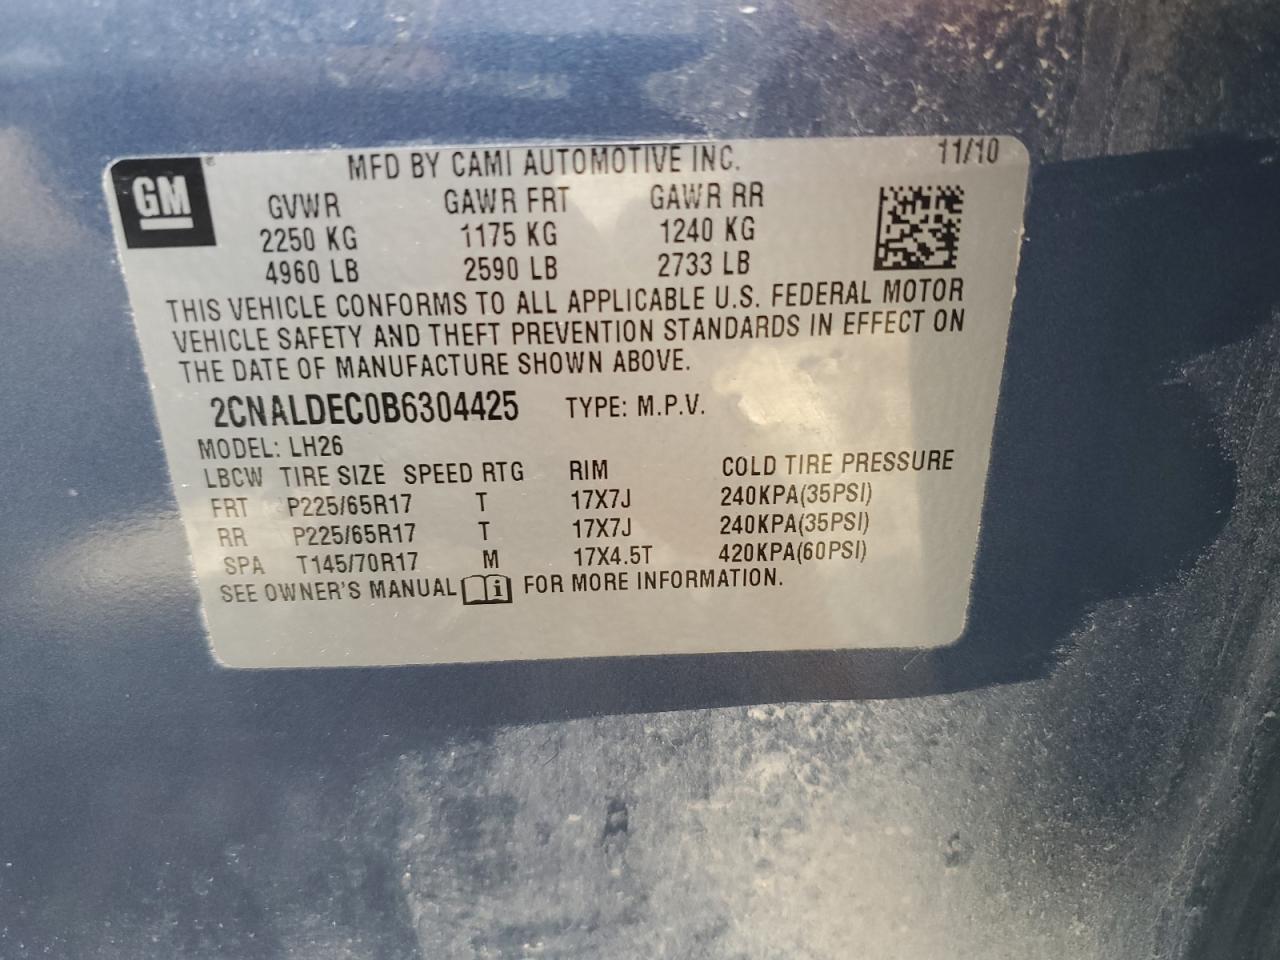 GM
MFD BY CAMI AUTOMOTIVE INC. 11/10
GVWR GAWR FRT GAWR RR
2250 KG 1175 KG 1240 KG
4960 LB 2590 LB 2733 LB
THIS VEHICLE CONFORMS TO ALL APPLICABLE U.S. FEDERAL MOTOR
VEHICLE SAFETY AND THEFT PREVENTION STANDARDS IN EFFECT ON
THE DATE OF MANUFACTURE SHOWN ABOVE.
2CNALDEC0B6304425 TYPE: M.P.V.
MODEL: LH26
LBCW TIRE SIZE SPEED RTG RIM COLD TIRE PRESSURE
FRT P225/65R17 T 17X7J 240KPA(35PSI)
RR P225/65R17 T 17X7J 240KPA(35PSI)
SPA T145/70R17 M 17X4.5T 420KPA(60PSI)
SEE OWNER'S MANUAL i FOR MORE INFORMATION.